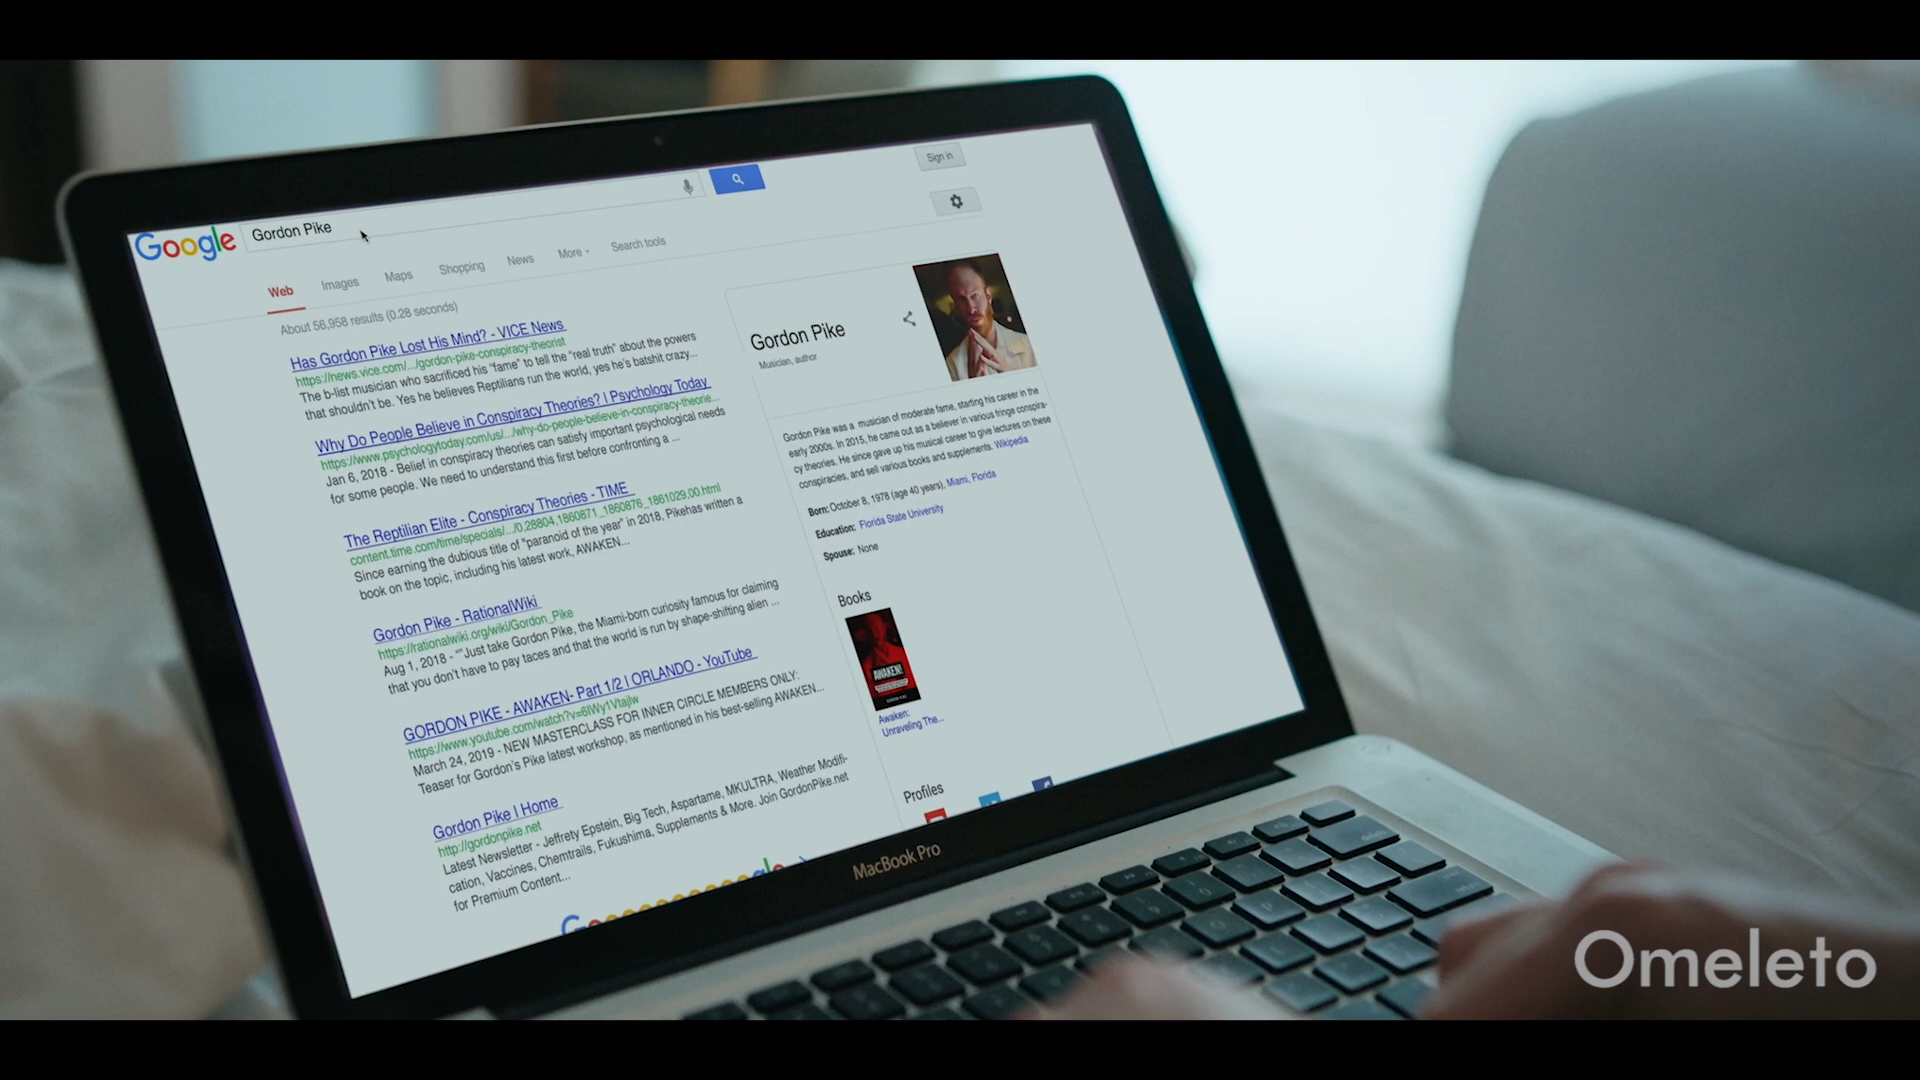 Google
Gordon Pike
Sign in
Web Images Maps Shopping News More Search tools
About 56,958 results (0.28 seconds)
Has Gordon Pike Lost His Mind? - VICE News
https://news.vice.com/.../gordon-pike-conspiracy-theorist
The b-list musician who sacrificed his "fame" to tell the "real truth" about the powers
that shouldn't be. Yes he believes Reptilians run the world, yes he's batshit crazy...
Why Do People Believe in Conspiracy Theories? | Psychology Today
https://www.psychologytoday.com/us/.../why-do-people-believe-in-conspiracy-theorie...
Jan 6, 2018 - Belief in conspiracy theories can satisfy important psychological needs
for some people. We need to understand this first before confronting a ...
The Reptilian Elite - Conspiracy Theories - TIME
content.time.com/time/specials/.../0,28804,1860871_1860876_1861029,00.html
Since earning the dubious title of "paranoid of the year" in 2018, Pikehas written a
book on the topic, including his latest work, AWAKEN...
Gordon Pike - RationalWiki
https://rationalwiki.org/wiki/Gordon_Pike
Aug 1, 2018 - ""Just take Gordon Pike, the Miami-born curiosity famous for claiming
that you don't have to pay taces and that the world is run by shape-shifting alien ...
GORDON PIKE - AWAKEN- Part 1/2 | ORLANDO - YouTube
https://www.youtube.com/watch?v=6IWy1Vtajlw
March 24, 2019 - NEW MASTERCLASS FOR INNER CIRCLE MEMBERS ONLY:
Teaser for Gordon's Pike latest workshop, as mentioned in his best-selling AWAKEN...
Gordon Pike | Home
http://gordonpike.net
Latest Newsletter - Jeffrety Epstein, Big Tech, Aspartame, MKULTRA, Weather Modifi-
cation, Vaccines, Chemtrails, Fukushima, Supplements & More. Join GordonPike.net
for Premium Content...
Gordon Pike
Musician, author
Gordon Pike was a musician of moderate fame, starting his career in the
early 2000s. In 2015, he came out as a believer in various fringe conspira-
cy theories. He since gave up his musical career to give lectures on these
conspiracies, and sell various books and supplements. Wikipedia
Born: October 8, 1978 (age 40 years), Miami, Florida
Education: Florida State University
Spouse: None
Books
AWAKEN!
Awaken:
Unraveling The...
Profiles
MacBook Pro
Omeleto